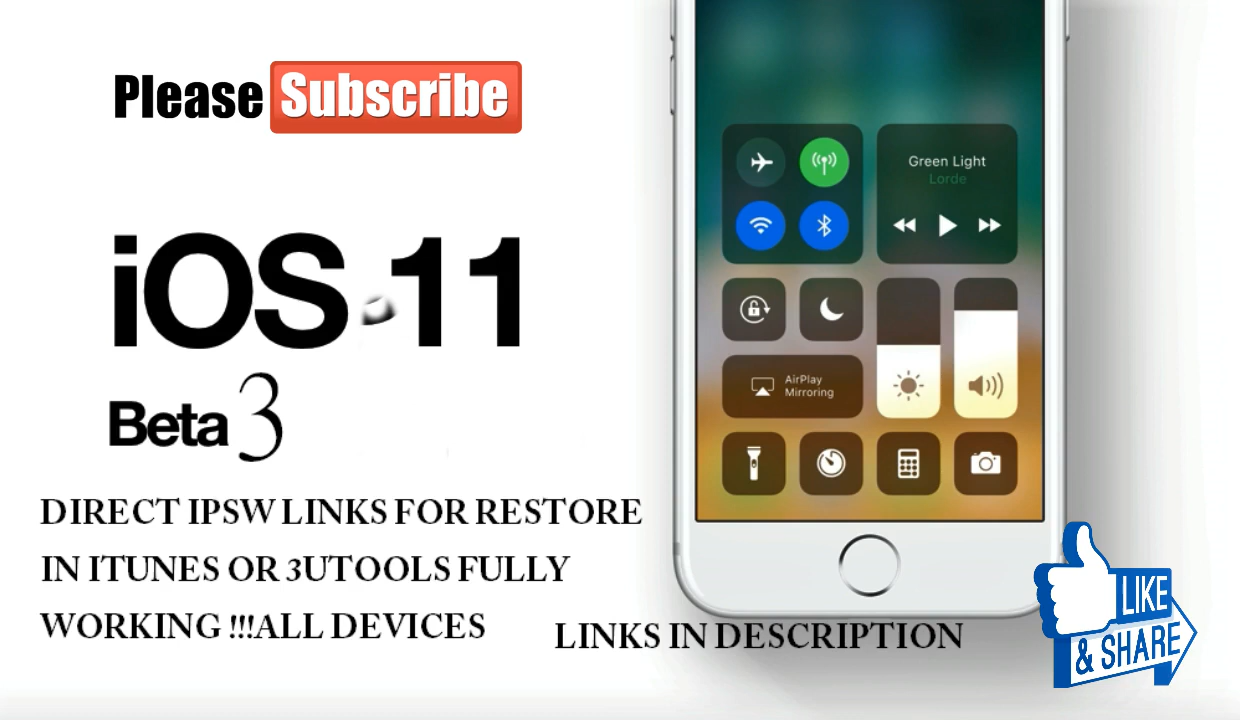 Please Subscribe
iOS 11
Beta 3
DIRECT IPSW LINKS FOR RESTORE
IN ITUNES OR 3UTOOLS FULLY
WORKING !!!ALL DEVICES
LINKS IN DESCRIPTION
Green Light
Lorde
AirPlay
Mirroring
LIKE
& SHARE